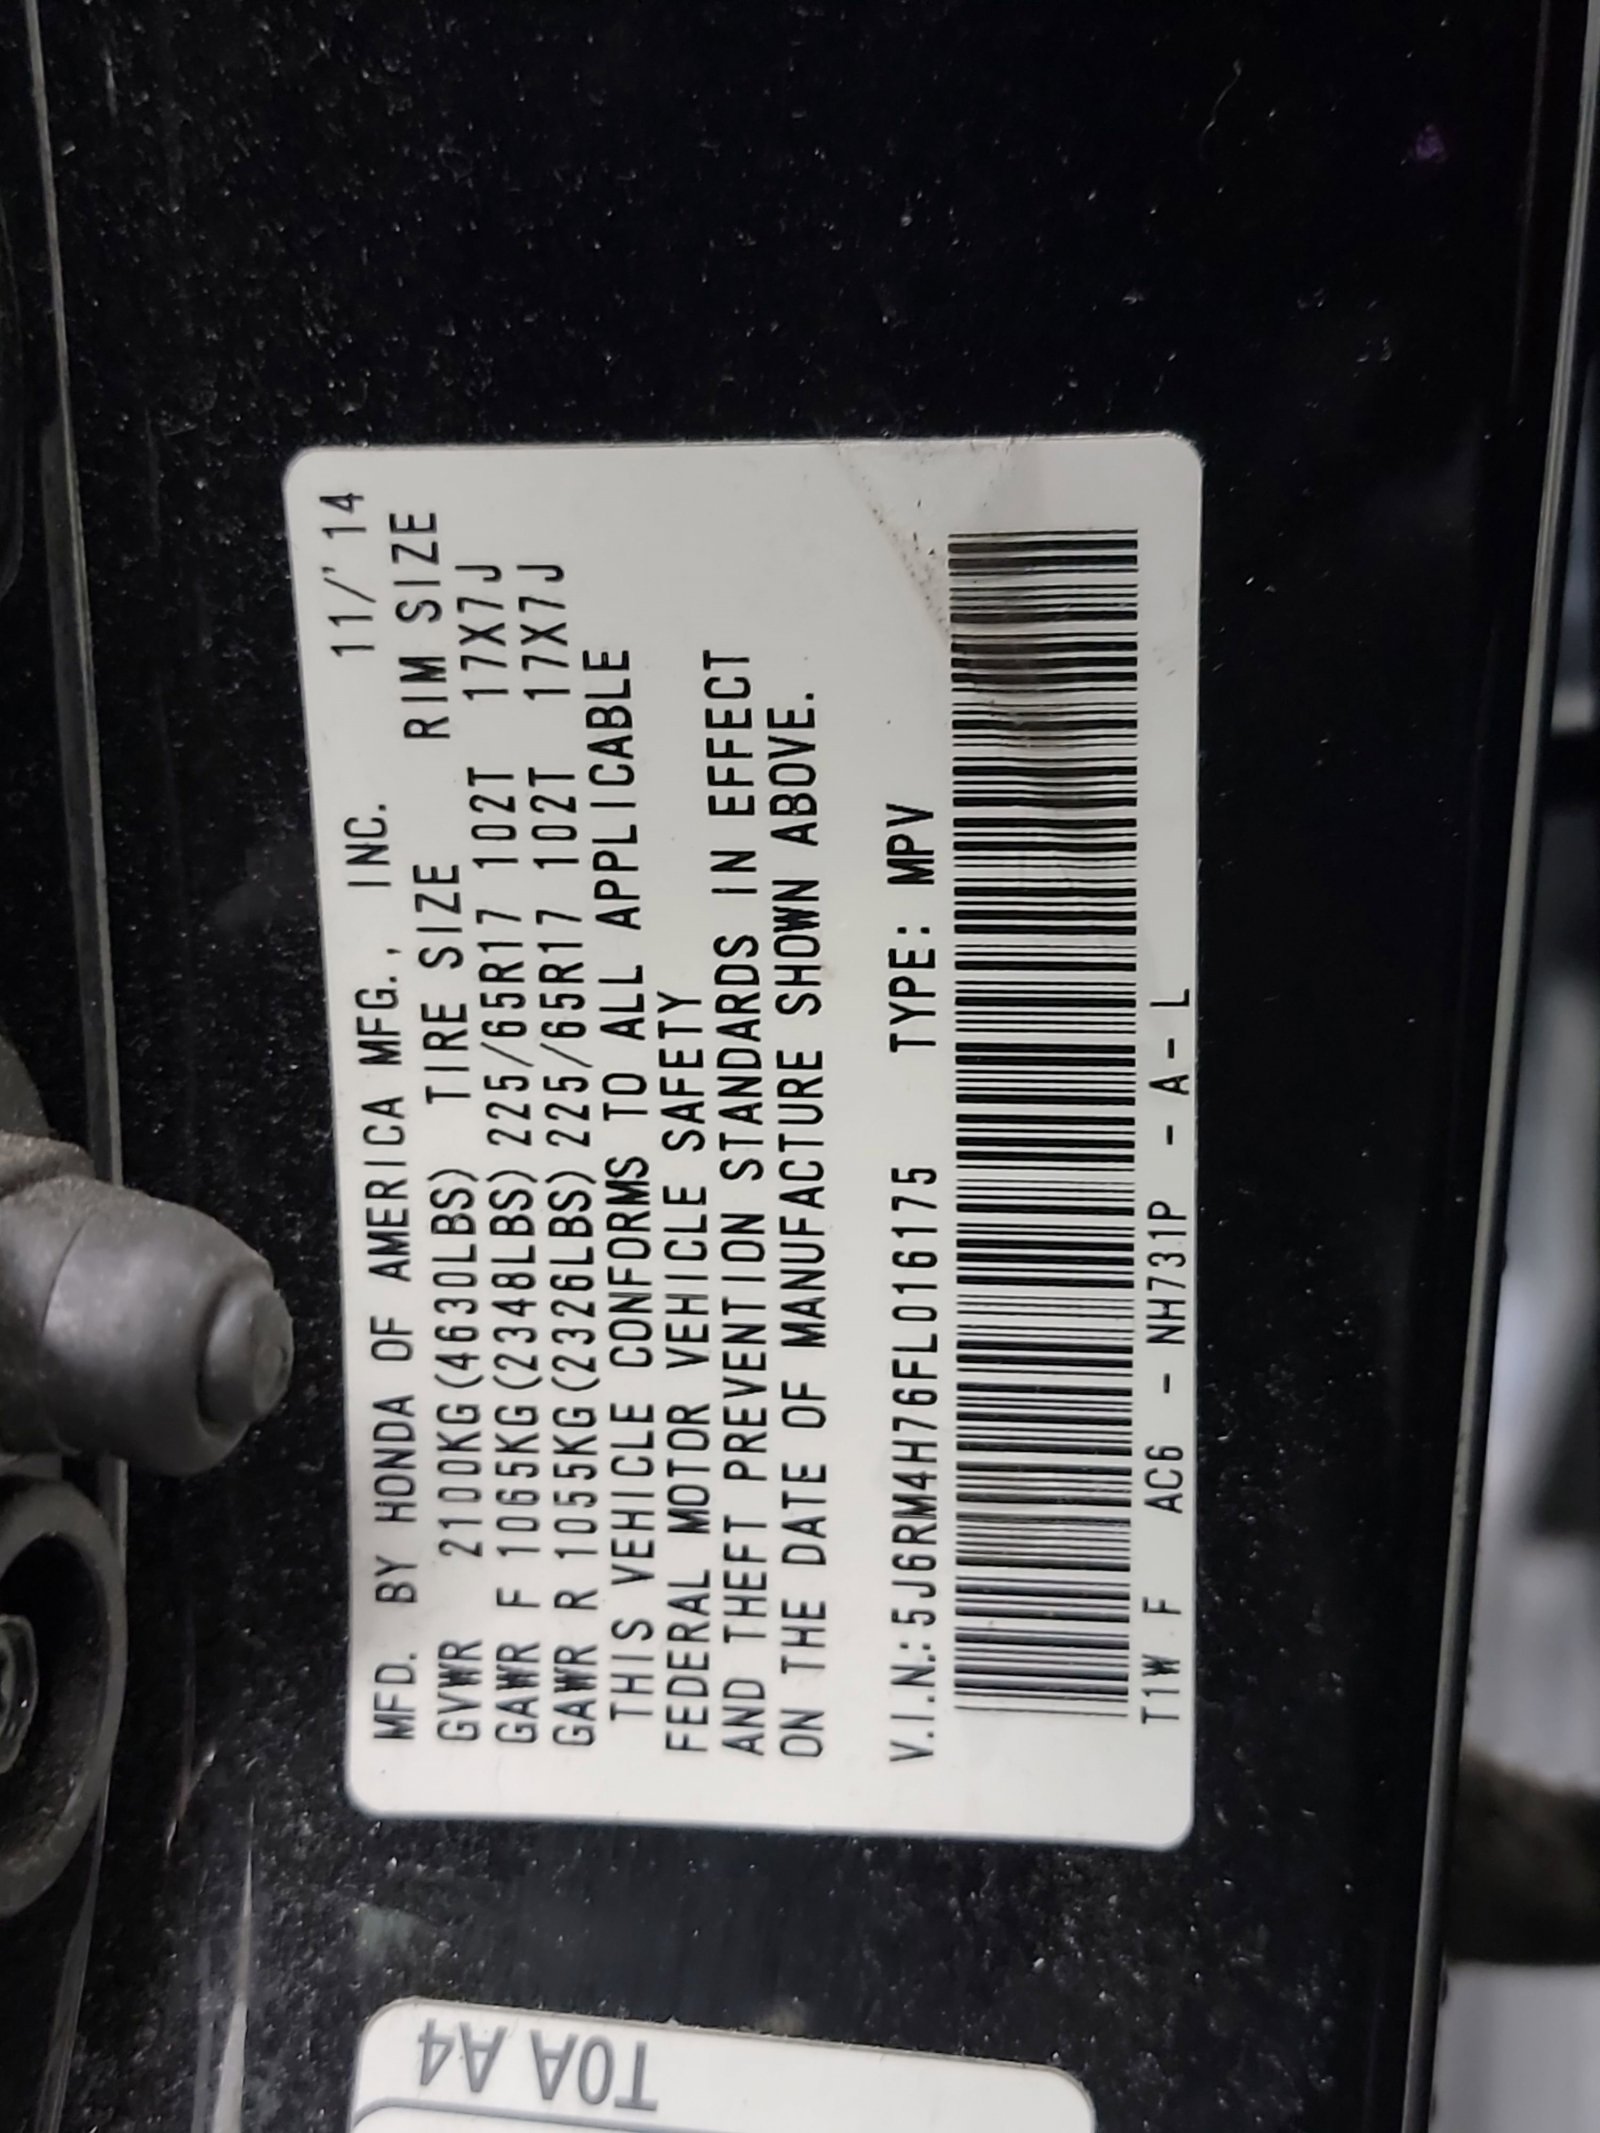 MFD. BY HONDA OF AMERICA MFG., INC. 11/'14
GVWR 2100KG(4630LBS) TIRE SIZE RIM SIZE
GAWR F 1065KG(2348LBS) 225/65R17 102T 17X7J
GAWR R 1055KG(2326LBS) 225/65R17 102T 17X7J
THIS VEHICLE CONFORMS TO ALL APPLICABLE
FEDERAL MOTOR VEHICLE SAFETY
AND THEFT PREVENTION STANDARDS IN EFFECT
ON THE DATE OF MANUFACTURE SHOWN ABOVE.
V.I.N.:5J6RM4H76FL016175 TYPE: MPV
T1W F AC6 - NH731P - A-L
T0A A4